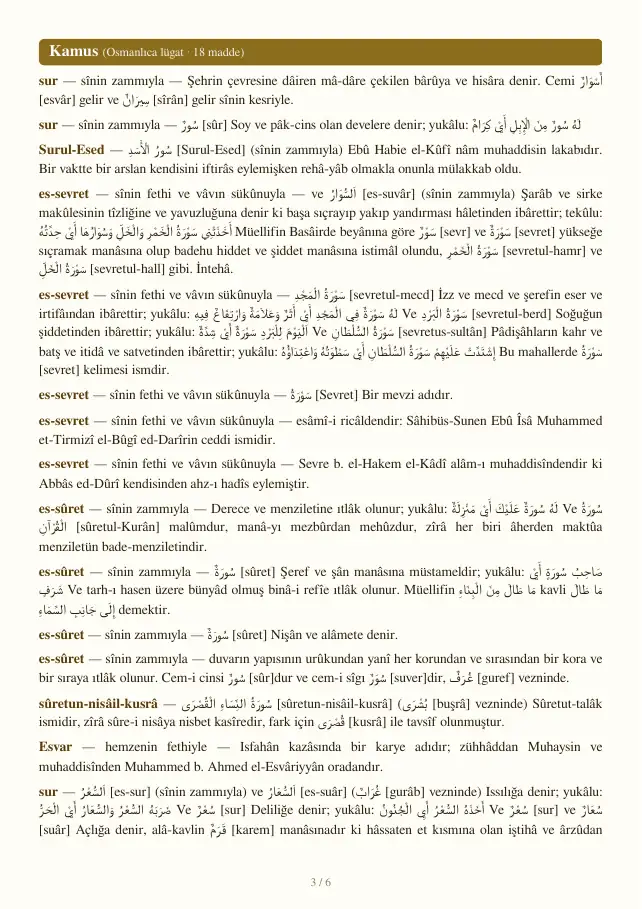 Kamus (Osmanlıca lügat · 18 madde)
sur — sînin zammıyla — Şehrin çevresine dâiren mâ-dâre çekilen bârûya ve hisâra denir. Cemi أَسْوَارٌ
[esvâr] gelir ve سِيرَانٌ [sîrân] gelir sînin kesriyle.
sur — sînin zammıyla — سُورٌ [sûr] Soy ve pâk-cins olan develere denir; yukâlu: لَهُ سُورٌ مِنَ الْإِبِلِ أَيْ كِرَامٌ
Surul-Esed — سُورُ الْأَسَدِ [Surul-Esed] (sînin zammıyla) Ebû Habie el-Kûfî nâm muhaddisin lakabıdır.
Bir vaktte bir arslan kendisini iftirâs eylemişken rehâ-yâb olmakla onunla mülakkab oldu.
es-sevret — sînin fethi ve vâvın sükûnuyla — ve اَلسُّوَارُ [es-suvâr] (sînin zammıyla) Şarâb ve sirke
makûlesinin tîzliğine ve yavuzluğuna denir ki başa sıçrayıp yakıp yandırması hâletinden ibârettir; tekûlu:
أَخَذَتْنِي سَوْرَةُ الْخَمْرِ وَالْخَلِّ وَسُوَارُهَا أَيْ حِدَّتُهُ Müellifin Basâirde beyânına göre سَوْرٌ [sevr] ve سَوْرَةٌ [sevret] yükseğe
sıçramak manâsına olup badehu hiddet ve şiddet manâsına istimâl olundu, سَوْرَةُ الْخَمْرِ [sevretul-hamr] ve
سَوْرَةُ الْخَلِّ [sevretul-hall] gibi. İntehâ.
es-sevret — sînin fethi ve vâvın sükûnuyla — سَوْرَةُ الْمَجْدِ [sevretul-mecd] İzz ve mecd ve şerefin eser ve
irtifâından ibârettir; yukâlu: لَهُ سَوْرَةٌ فِي الْمَجْدِ أَيْ أَثَرٌ وَعَلَامَةٌ وَارْتِفَاعٌ فِيهِ Ve سَوْرَةُ الْبَرْدِ [sevretul-berd] Soğuğun
şiddetinden ibârettir; yukâlu: اَلْيَوْمَ لِلْبَرْدِ سَوْرَةٌ أَيْ شِدَّةٌ Ve سَوْرَةُ السُّلْطَانِ [sevretus-sultân] Pâdişâhların kahr ve
batş ve itidâ ve satvetinden ibârettir; yukâlu: إِشْتَدَّتْ عَلَيْهِمْ سَوْرَةُ السُّلْطَانِ أَيْ سَطْوَتُهُ وَاعْتِدَاؤُهُ Bu mahallerde سَوْرَةٌ
[sevret] kelimesi ismdir.
es-sevret — sînin fethi ve vâvın sükûnuyla — سَوْرَةُ [Sevret] Bir mevzi adıdır.
es-sevret — sînin fethi ve vâvın sükûnuyla — esâmî-i ricâldendir: Sâhibüs-Sunen Ebû Îsâ Muhammed
et-Tirmizî el-Bûgî ed-Darîrin ceddi ismidir.
es-sevret — sînin fethi ve vâvın sükûnuyla — Sevre b. el-Hakem el-Kâdî alâm-ı muhaddisîndendir ki
Abbâs ed-Dûrî kendisinden ahz-ı hadîs eylemiştir.
es-sûret — sînin zammıyla — Derece ve menziletine ıtlâk olunur; yukâlu: لَهُ سُورَةٌ عَلَيْكَ أَيْ مَنْزِلَةٌ Ve سُورَةُ
الْقُرْآنِ [sûretul-Kurân] malûmdur, manâ-yı mezbûrdan mehûzdur, zîrâ her biri âherden maktûa
menziletün bade-menziletindir.
es-sûret — sînin zammıyla — سُورَةٌ [sûret] Şeref ve şân manâsına müstameldir; yukâlu: صَاحِبُ سُورَةٍ أَيْ
شَرَفٍ Ve tarh-ı hasen üzere bünyâd olmuş binâ-i refîe ıtlâk olunur. Müellifin مَا طَالَ مِنَ الْبِنَاءِ kavli مَا طَالَ
إِلَى جَانِبِ السَّمَاءِ demektir.
es-sûret — sînin zammıyla — سُورَةٌ [sûret] Nişân ve alâmete denir.
es-sûret — sînin zammıyla — duvarın yapısının urûkundan yanî her korundan ve sırasından bir kora ve
bir sıraya ıtlâk olunur. Cem-i cinsi سُورٌ [sûr]dur ve cem-i sîgı سُوَرٌ [suver]dir, غُرَفٌ [guref] vezninde.
sûretun-nisâil-kusrâ — سُورَةُ النِّسَاءِ الْقُصْرَى [sûretun-nisâil-kusrâ] (بُشْرَى [buşrâ] vezninde) Sûretut-talâk
ismidir, zîrâ sûre-i nisâya nisbet kasîredir, fark için قُصْرَى [kusrâ] ile tavsîf olunmuştur.
Esvar — hemzenin fethiyle — Isfahân kazâsında bir karye adıdır; zühhâddan Muhaysin ve
muhaddisînden Muhammed b. Ahmed el-Esvâriyyân oradandır.
sur — اَلسُّعْرُ [es-sur] (sînin zammıyla) ve اَلسُّعَارُ [es-suâr] (غُرَابٌ [gurâb] vezninde) Issılığa denir; yukâlu:
ضَرَبَهُ السُّعْرُ وَالسُّعَارُ أَيْ الْحَرُّ Ve سُعْرٌ [sur] Deliliğe denir; yukâlu: أَخَذَهُ السُّعْرُ أَيِ الْجُنُونُ Ve سُعْرٌ [sur] ve سُعَارٌ
[suâr] Açlığa denir, alâ-kavlin قَرَمٌ [karem] manâsınadır ki hâssaten et kısmına olan iştihâ ve ârzûdan
3 / 6